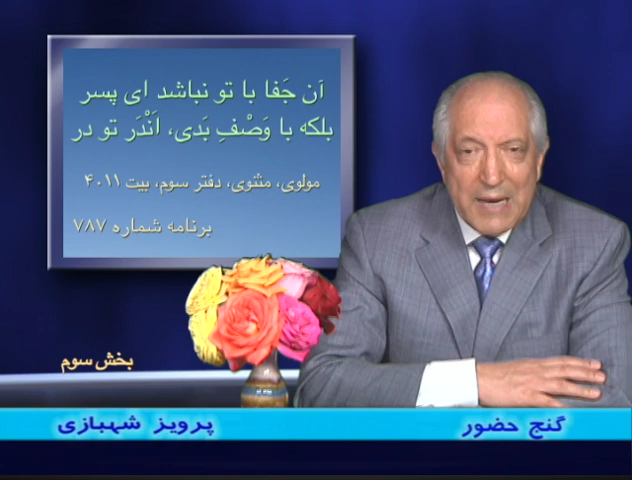 آن جَفا با تو نباشد ای پسر
بلکه با وَصْفِ بَدی، اَنْدَر تو در
مولوی، مثنوی، دفتر سوم، بیت ۴۰۱۱
برنامه شماره ۷۸۷
بخش سوم
گنج حضور
پرویز شهبازی